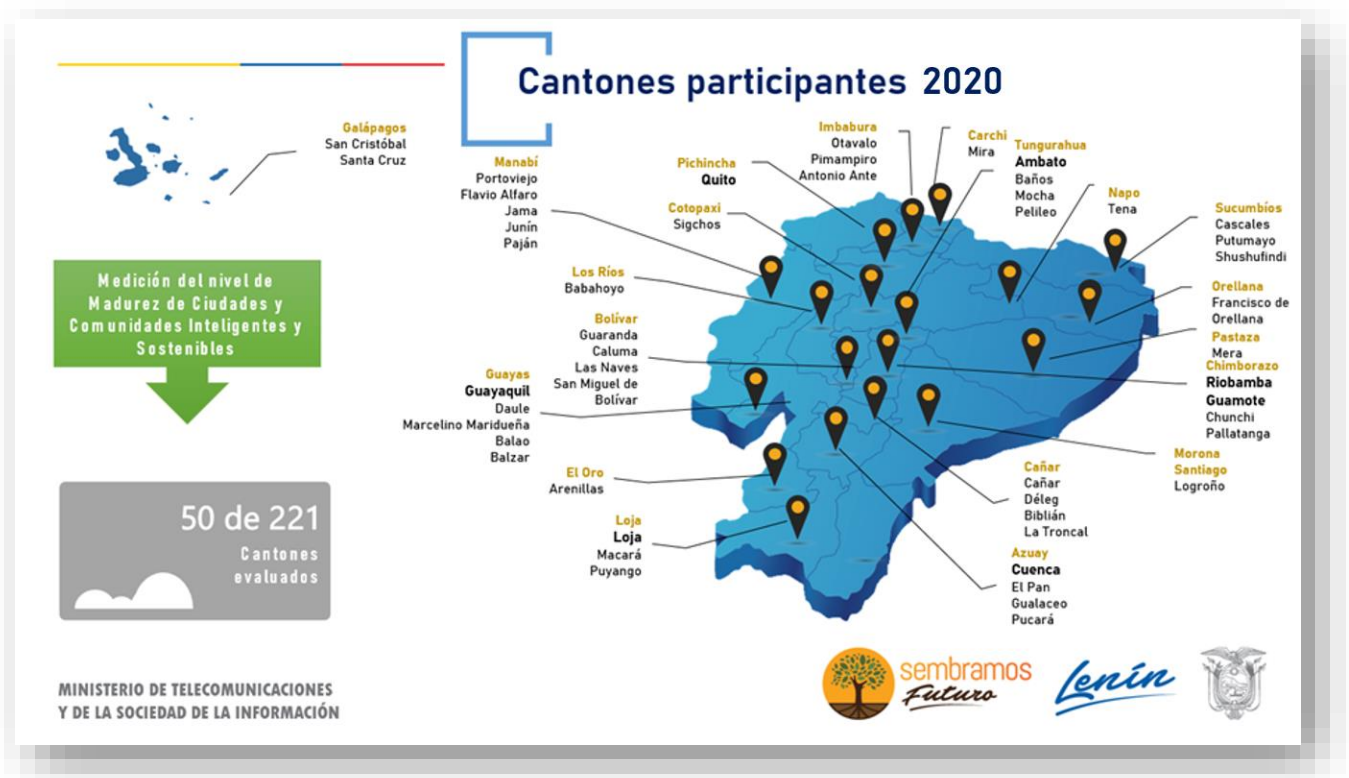 Cantones participantes 2020
Galápagos
San Cristóbal
Santa Cruz
Manabí
Portoviejo
Flavio Alfaro
Jama
Junín
Paján
Pichincha
Quito
Cotopaxi
Sigchos
Imbabura
Otavalo
Pimampiro
Antonio Ante
Carchi
Mira
Tungurahua
Ambato
Baños
Mocha
Pelileo
Napo
Tena
Sucumbíos
Cascales
Putumayo
Shushufindi
Los Ríos
Babahoyo
Bolívar
Guaranda
Caluma
Las Naves
San Miguel de
Bolívar
Guayas
Guayaquil
Daule
Marcelino Maridueña
Balao
Balzar
El Oro
Arenillas
Loja
Loja
Macará
Puyango
Orellana
Francisco de
Orellana
Pastaza
Mera
Chimborazo
Riobamba
Guamote
Chunchi
Pallatanga
Morona
Santiago
Logroño
Cañar
Cañar
Déleg
Biblián
La Troncal
Azuay
Cuenca
El Pan
Gualaceo
Pucará
Medición del nivel de
Madurez de Ciudades y
Comunidades Inteligentes y
Sostenibles
50 de 221
Cantones
evaluados
MINISTERIO DE TELECOMUNICACIONES
Y DE LA SOCIEDAD DE LA INFORMACIÓN
sembramos
Futuro
Lenín